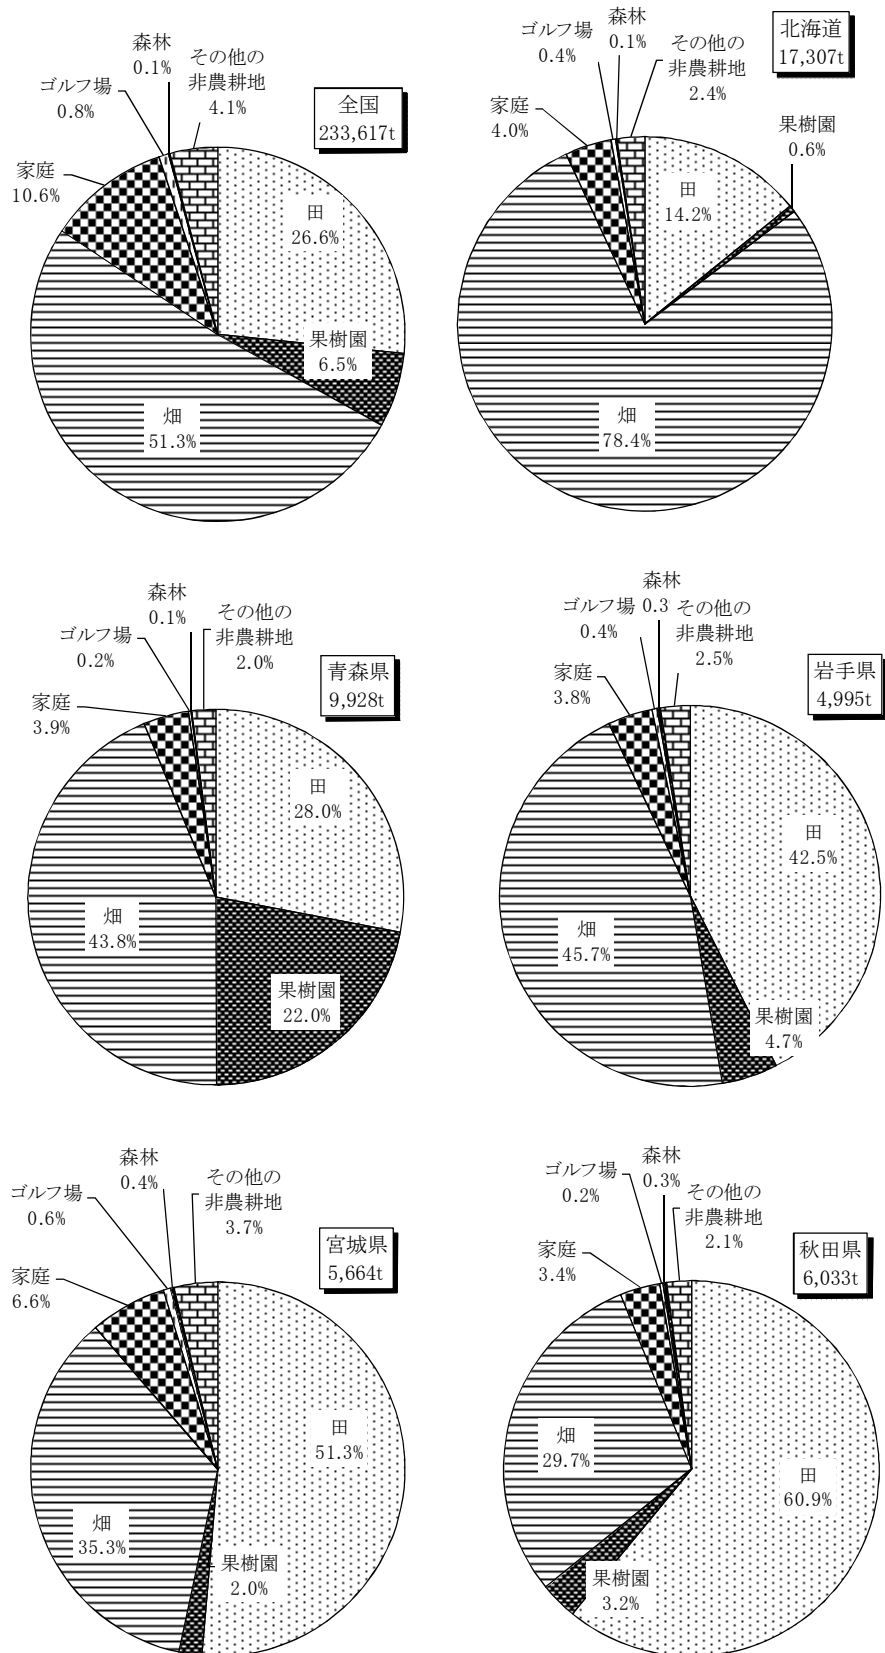 森林
0.1%
その他の
非農耕地
4.1%
ゴルフ場
0.8%
家庭
10.6%
全国
233,617t
田
26.6%
果樹園
6.5%
畑
51.3%
ゴルフ場
0.4%
森林
0.1%
その他の
非農耕地
2.4%
北海道
17,307t
家庭
4.0%
果樹園
0.6%
田
14.2%
畑
78.4%
森林
0.1%
その他の
非農耕地
2.0%
ゴルフ場
0.2%
家庭
3.9%
青森県
9,928t
田
28.0%
畑
43.8%
果樹園
22.0%
森林
0.3
ゴルフ場
0.4%
その他の
非農耕地
2.5%
家庭
3.8%
岩手県
4,995t
田
42.5%
畑
45.7%
果樹園
4.7%
森林
0.4%
その他の
非農耕地
3.7%
ゴルフ場
0.6%
家庭
6.6%
宮城県
5,664t
田
51.3%
畑
35.3%
果樹園
2.0%
森林
0.3%
ゴルフ場
0.2%
その他の
非農耕地
2.1%
家庭
3.4%
秋田県
6,033t
畑
29.7%
田
60.9%
果樹園
3.2%